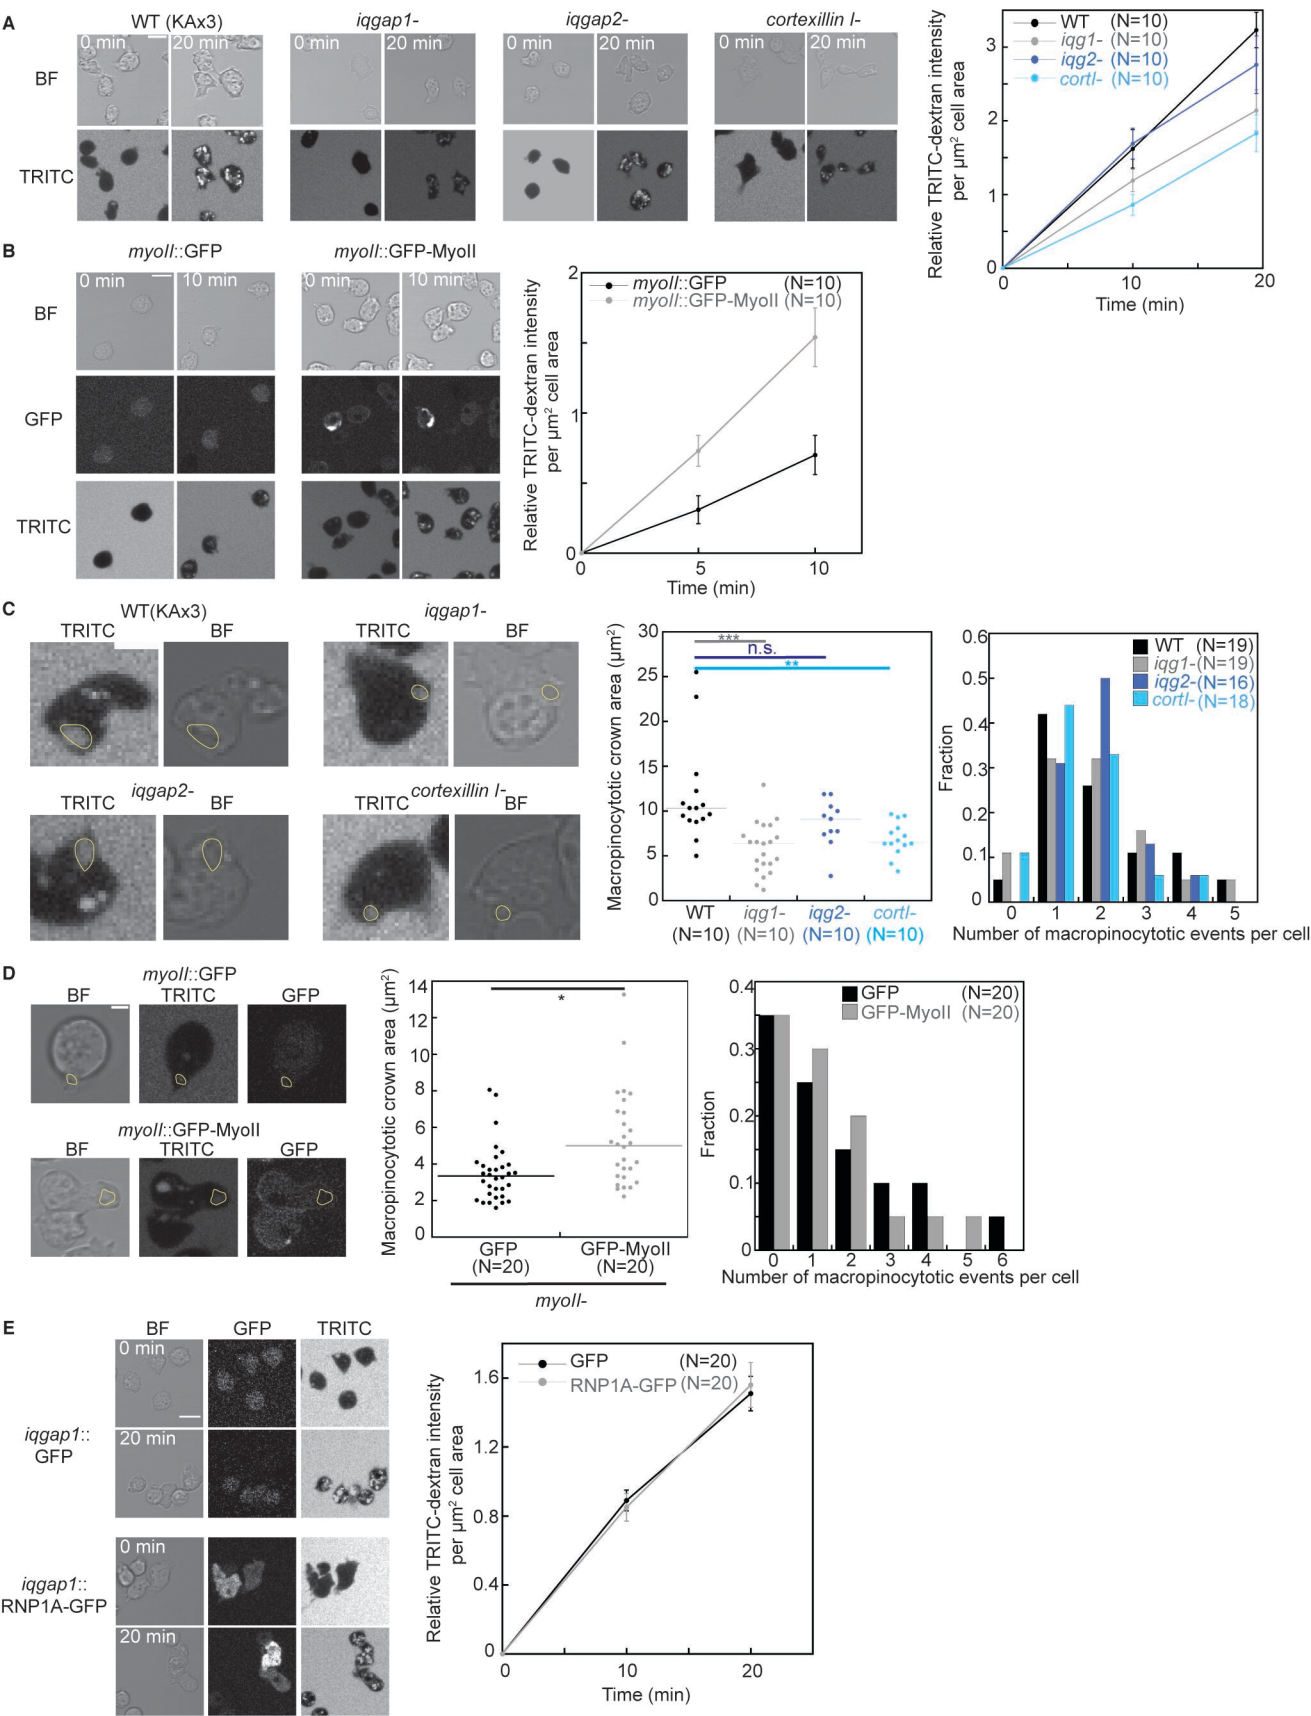 A
WT (KAx3)
iqgap1-
iqgap2-
cortexillin I-
0 min 20 min 0 min 20 min 0 min 20 min 0 min 20 min
BF
TRITC
Relative TRITC-dextran intensity
per µm² cell area
WT (N=10)
iqg1- (N=10)
iqg2- (N=10)
cortI- (N=10)
3
2
1
0
0 10 20
Time (min)
B
myoII::GFP
myoII::GFP-MyoII
0 min 10 min 0 min 10 min
BF
GFP
TRITC
Relative TRITC-dextran intensity
per µm² cell area
myoII::GFP (N=10)
myoII::GFP-MyoII (N=10)
2
1
0
0 5 10
Time (min)
C
WT(KAx3)
TRITC BF
iqgap1-
TRITC BF
iqgap2-
TRITC BF
cortexillin I-
TRITC BF
Macropinocytotic crown area (µm²)
30
25
20
15
10
5
0
***
n.s.
**
WT iqg1- iqg2- cortI-
(N=10) (N=10) (N=10) (N=10)
Fraction
0.6
0.5
0.4
0.3
0.2
0.1
0
WT (N=19)
iqg1- (N=19)
iqg2- (N=16)
cortI- (N=18)
0 1 2 3 4 5
Number of macropinocytotic events per cell
D
myoII::GFP
BF TRITC GFP
myoII::GFP-MyoII
BF TRITC GFP
Macropinocytotic crown area (µm²)
14
12
10
8
6
4
2
0
*
GFP GFP-MyoII
(N=20) (N=20)
myoII-
Fraction
0.4
0.3
0.2
0.1
0
GFP (N=20)
GFP-MyoII (N=20)
0 1 2 3 4 5 6
Number of macropinocytotic events per cell
E
BF GFP TRITC
0 min
iqgap1::
GFP
20 min
0 min
iqgap1::
RNP1A-GFP
20 min
Relative TRITC-dextran intensity
per µm² cell area
GFP (N=20)
RNP1A-GFP (N=20)
1.6
1.2
0.8
0.4
0
0 10 20
Time (min)